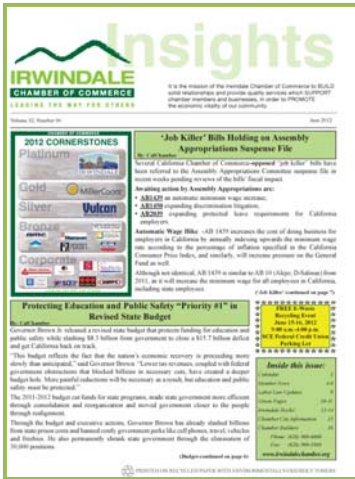 Insights
IRWINDALE
CHAMBER OF COMMERCE
LEADING THE WAY FOR OTHERS
It is the mission of the Irwindale Chamber of Commerce to BUILD
solid relationships and provide quality services which SUPPORT
chamber members and businesses, in order to PROMOTE
the economic vitality of our community.
June 2012
CHAMBER OF COMMERCE
2012 CORNERSTONES
Platinum
IRWINDALE
Gold
MillerCoors
Silver
Vulcan
Bronze
Corporate
'Job Killer' Bills Holding on Assembly
Appropriations Suspense File
By: CalChamber
Several California Chamber of Commerce-opposed "job killer" bills have
been referred to the Assembly Appropriations Committee suspense file in
recent weeks pending reviews of the bills' fiscal impact.
Awaiting action by Assembly Appropriations are:
• AB1439 an automatic minimum wage increase;
• AB1450 expanding discrimination litigation;
• AB2039 expanding protected leave requirements for California
employers.
Automatic Wage Hike -AB 1439 increases the cost of doing business for
employers in California by annually indexing upwards the minimum wage
rate according to the percentage of inflation specified in the California
Consumer Price Index, and similarly, will increase pressure on the General
Fund as well.
Although not identical, AB 1439 is similar to AB 10 (Alejo; D-Salinas) from
2011, as it will increase the minimum wage for all employers in California,
including state employees
('Job Killer' continued on page 7)
Protecting Education and Public Safety "Priority #1" in
Revised State Budget
By: CalChamber
Governor Brown Jr. released a revised state budget that protects funding for education and
public safety while slashing $8.3 billion from government to close a $15.7 billion deficit
and get California back on track.
"This budget reflects the fact that the nation's economic recovery is proceeding more
slowly than anticipated," said Governor Brown. "Lower tax revenues, coupled with federal
government obstructions that blocked billions in necessary cuts, have created a deeper
budget hole. More painful reductions will be necessary as a result, but education and public
safety must be protected."
The 2011-2012 budget cut funds for state programs, made state government more efficient
through consolidation and reorganization and moved government closer to the people
through realignment.
Through the budget and executive actions, Governor Brown has already slashed billions
from state prison costs and banned costly government perks like cell phones, travel, vehicles
and freebies. He also permanently shrank state government through the elimination of
30,000 positions.
(Budget-continued on page 6)
FREE E-Waste
Recycling Event
June 15-16, 2012
9:00 a.m.-4:00 p.m.
SCE Federal Credit Union
Parking Lot
Inside this issue:
Calendar
Member News
Labor Law Updates
Green Pages
Irwindale Rocks!
Chamber/City Information
Chamber Builders
www.irwindalechamber.org
PRINTED ON RECYCLED PAPER WITH ENVIRONMENTALLY FRIENDLY TONERS